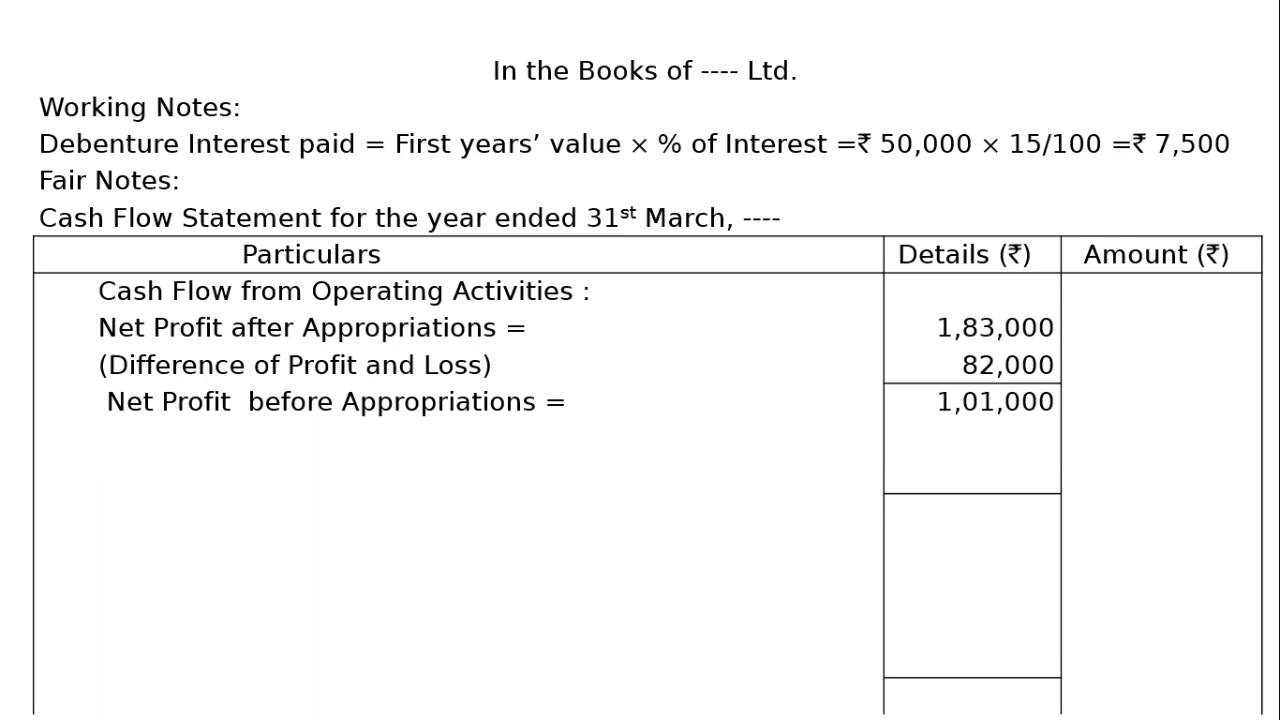 In the Books of ---- Ltd.
Working Notes:
Debenture Interest paid = First years’ value × % of Interest =₹ 50,000 × 15/100 =₹ 7,500
Fair Notes:
Cash Flow Statement for the year ended 31ˢᵗ March, ----
Particulars Details (₹) Amount (₹)
Cash Flow from Operating Activities :
Net Profit after Appropriations = 1,83,000
(Difference of Profit and Loss) 82,000
Net Profit  before Appropriations = 1,01,000